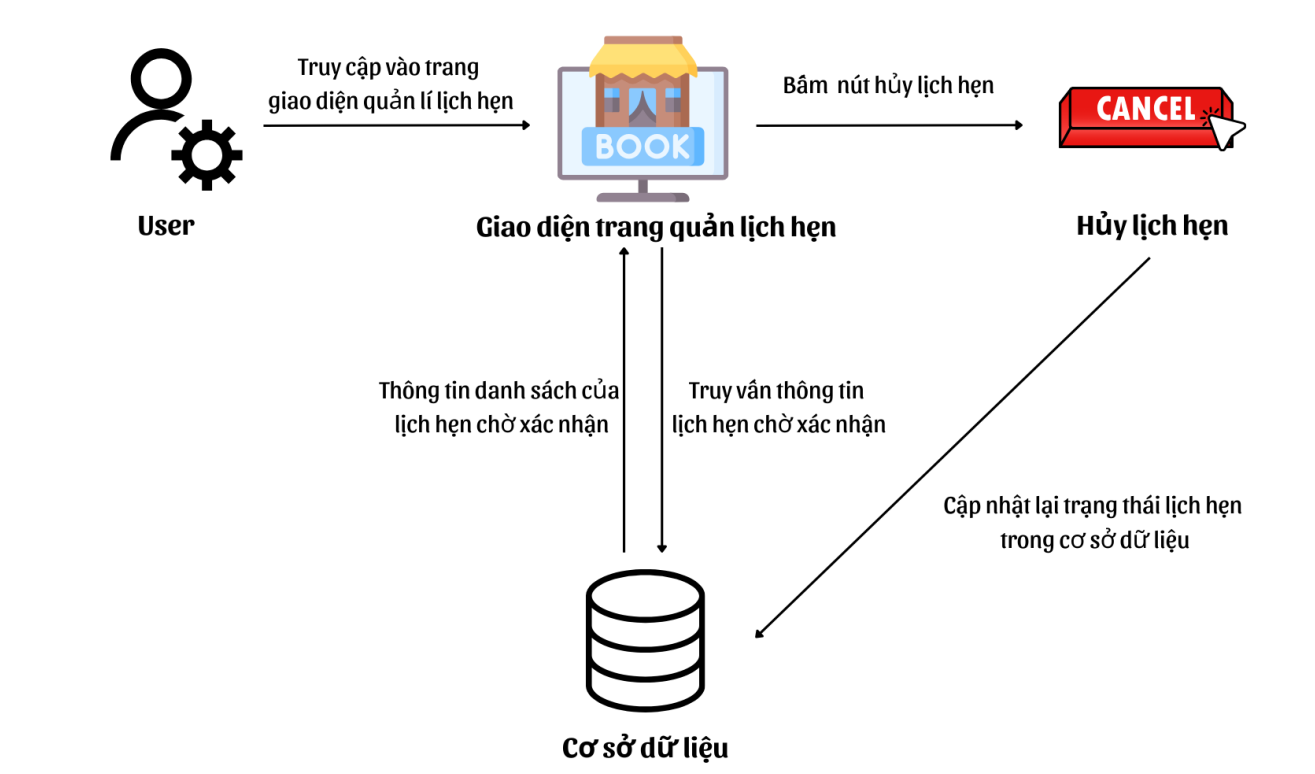 Truy cập vào trang
giao diện quản lí lịch hẹn
BOOK
Bấm nút hủy lịch hẹn
CANCEL
User
Giao diện trang quản lịch hẹn
Hủy lịch hẹn
Thông tin danh sách của
lịch hẹn chờ xác nhận
Truy vấn thông tin
lịch hẹn chờ xác nhận
Cập nhật lại trạng thái lịch hẹn
trong cơ sở dữ liệu
Cơ sở dữ liệu